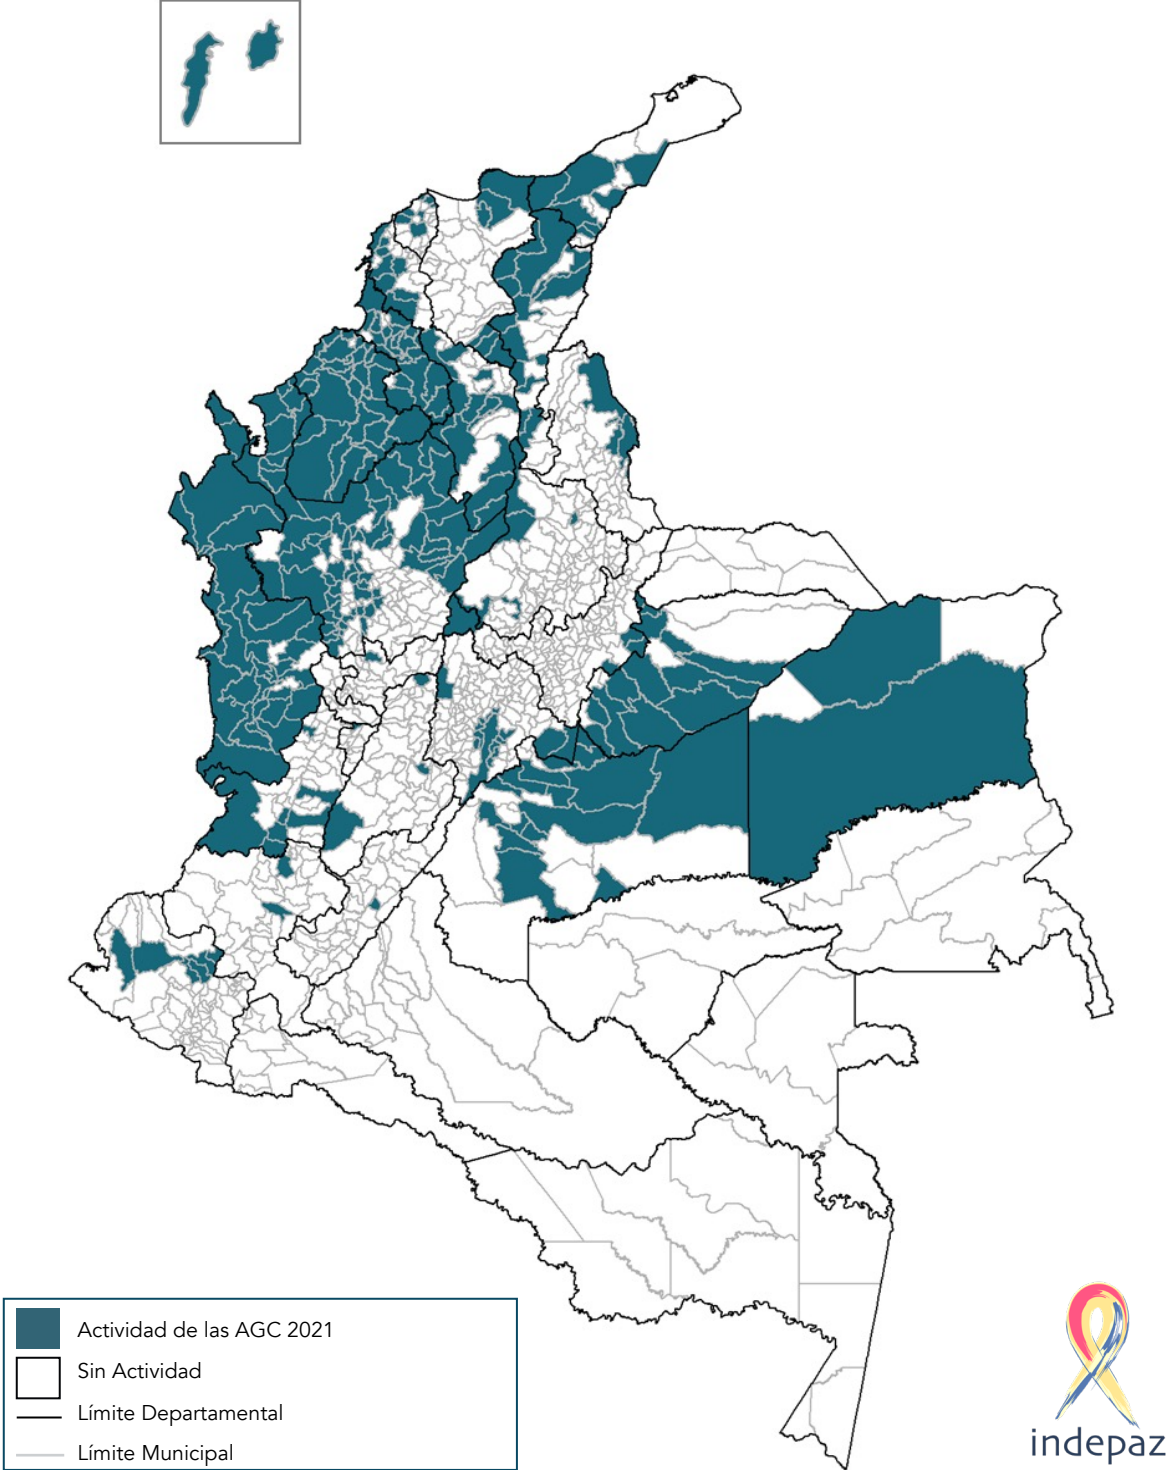 Actividad de las AGC 2021
Sin Actividad
Límite Departamental
Límite Municipal
indepaz